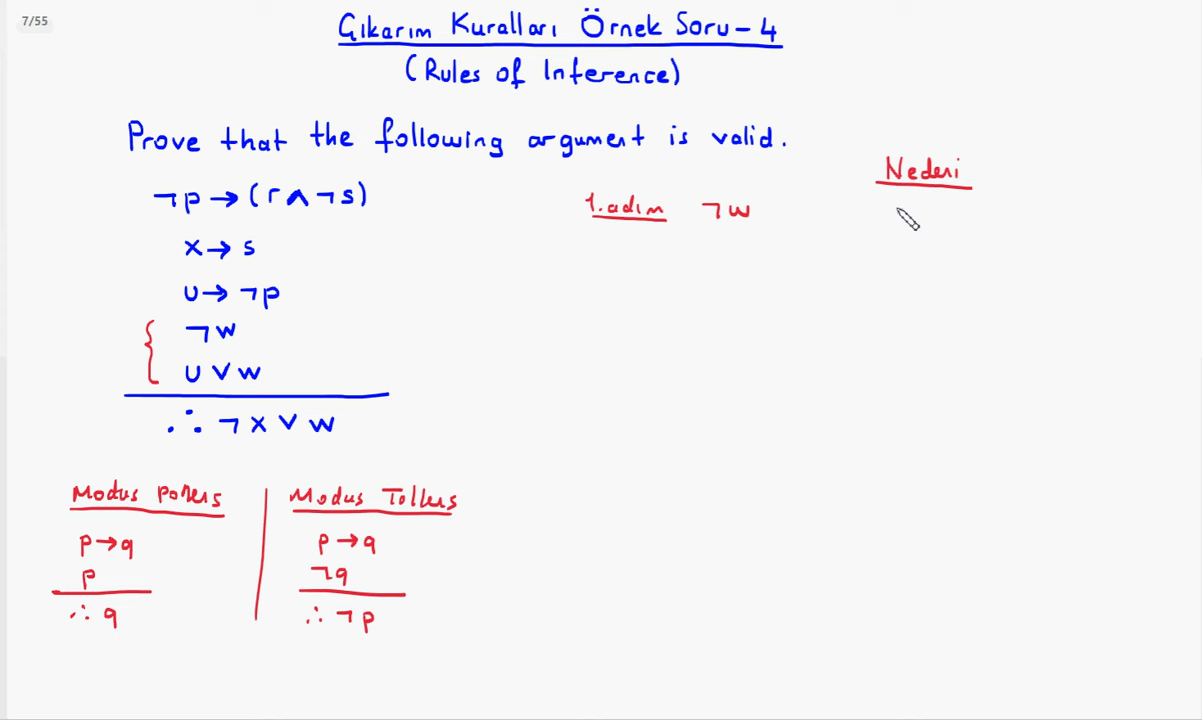 7/55
Çıkarım Kuralları Örnek Soru-4
(Rules of Inference)
Prove that the following argument is valid.
¬p→(r∧¬s)
x→s
u→¬p
¬w
u∨w
∴ ¬x∨w
Nedeni
1.adım ¬w
Modus Ponens
p→q
p
∴ q
Modus Tollens
p→q
¬q
∴ ¬p